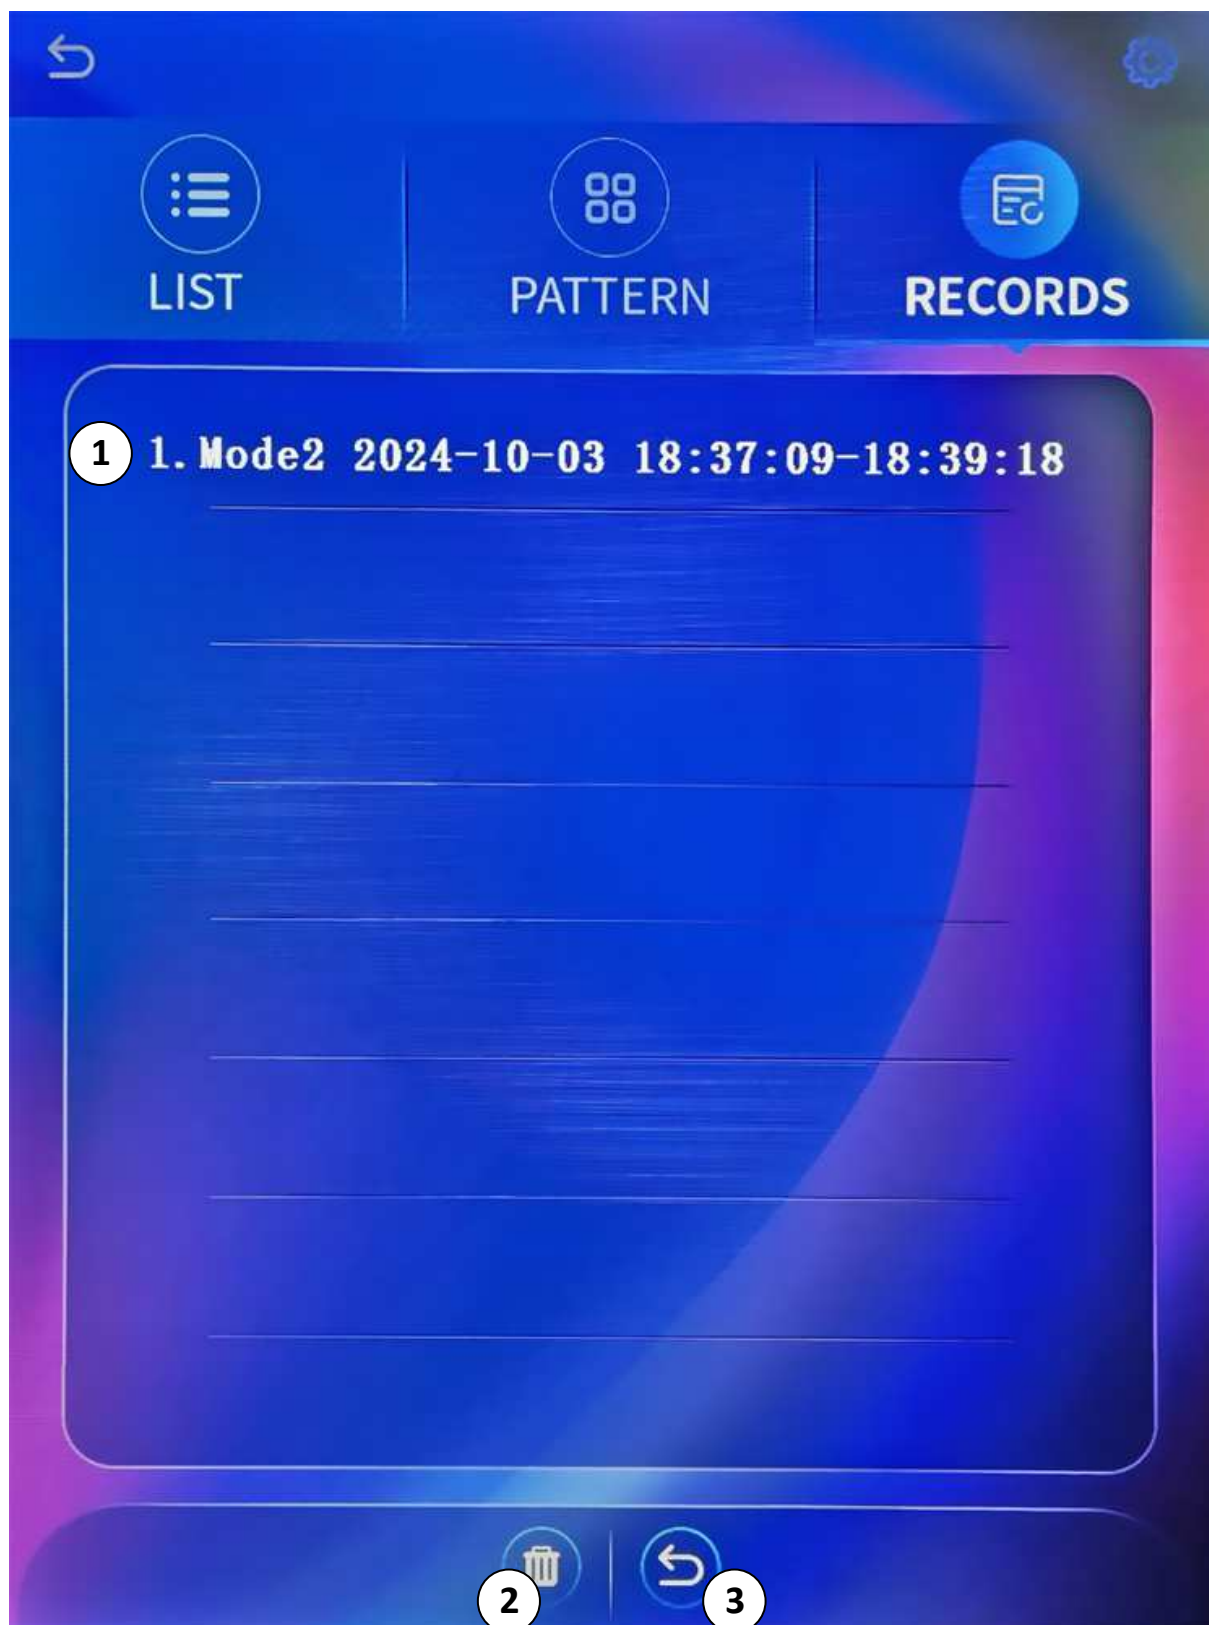 LIST
PATTERN
RECORDS
1
1. Mode2 2024-10-03 18:37:09-18:39:18
2
3